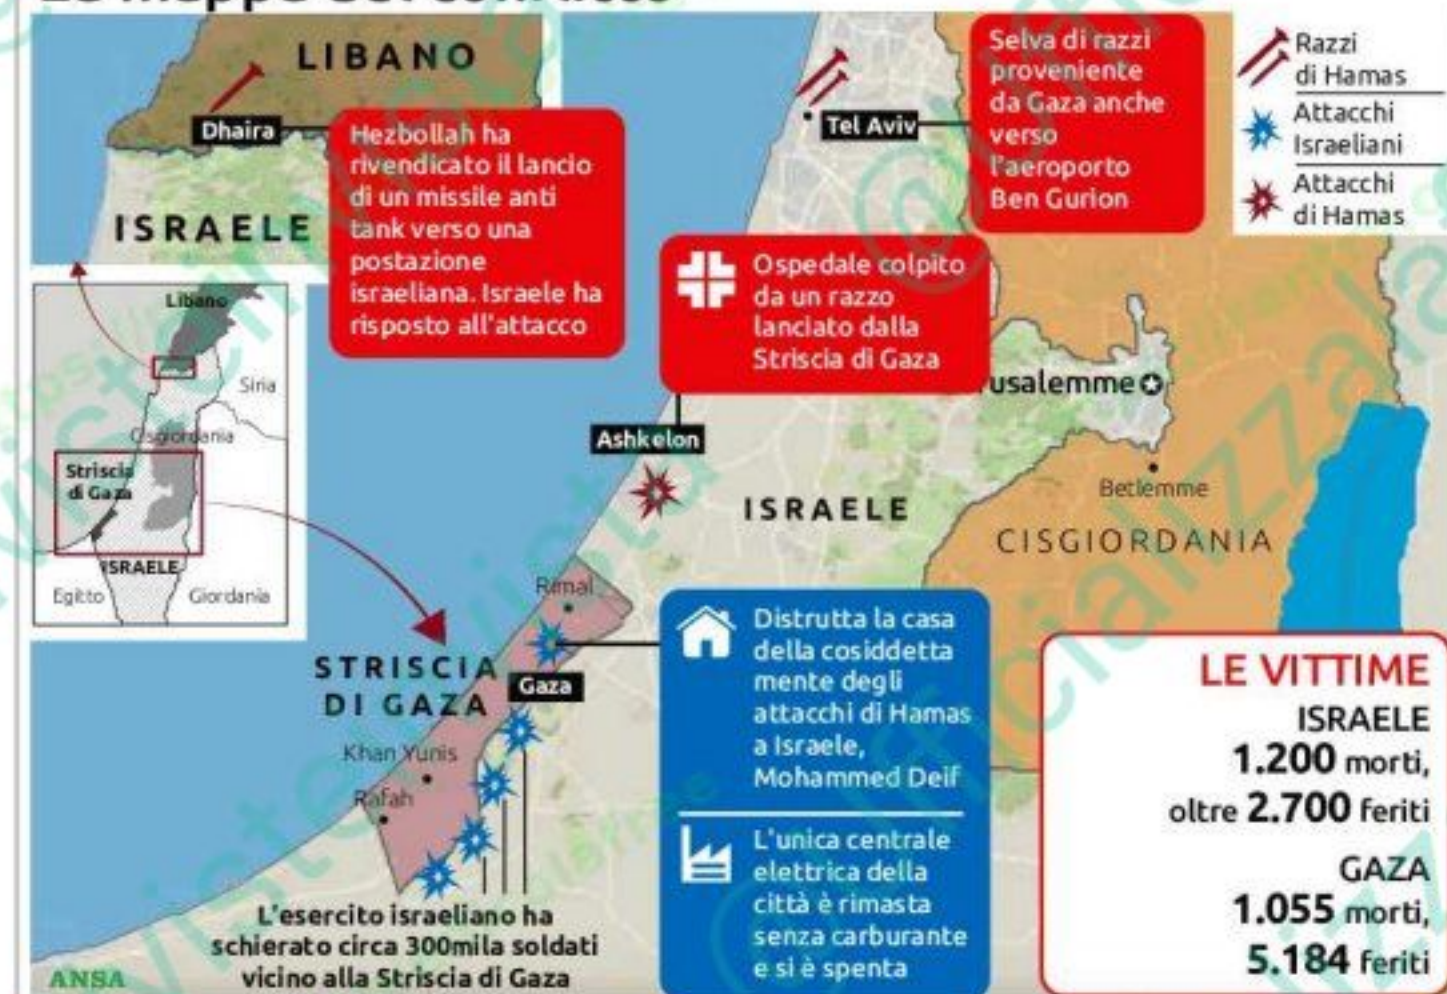 LIBANO
Dhaira
ISRAELE
Hezbollah ha
rivendicato il lancio
di un missile anti
tank verso una
postazione
israeliana. Israele ha
risposto all'attacco
Tel Aviv
Selva di razzi
proveniente
da Gaza anche
verso
l'aeroporto
Ben Gurion
Razzi
di Hamas
Attacchi
Israeliani
Attacchi
di Hamas
Ospedale colpito
da un razzo
lanciato dalla
Striscia di Gaza
Libano
Siria
Cisgiordania
Striscia
di Gaza
ISRAELE
Egitto
Giordania
usalemme
Ashkelon
ISRAELE
Betlemme
CISGIORDANIA
Rimal
STRISCIA
DI GAZA
Gaza
Khan Yunis
Rafah
Distrutta la casa
della cosiddetta
mente degli
attacchi di Hamas
a Israele,
Mohammed Deif
L'unica centrale
elettrica della
città è rimasta
senza carburante
e si è spenta
L'esercito israeliano ha
schierato circa 300mila soldati
vicino alla Striscia di Gaza
ANSA
LE VITTIME
ISRAELE
1.200 morti,
oltre 2.700 feriti
GAZA
1.055 morti,
5.184 feriti